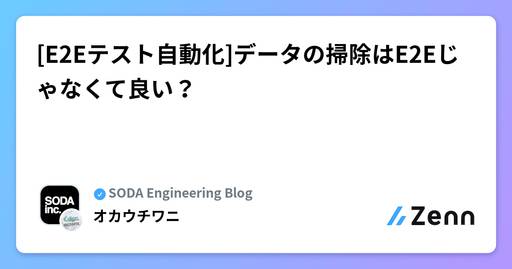 [E2Eテスト自動化]データの掃除はE2Eじ
ゃなくて良い？
SODA inc.
SODA Engineering Blog
オカウチワニ
Zenn